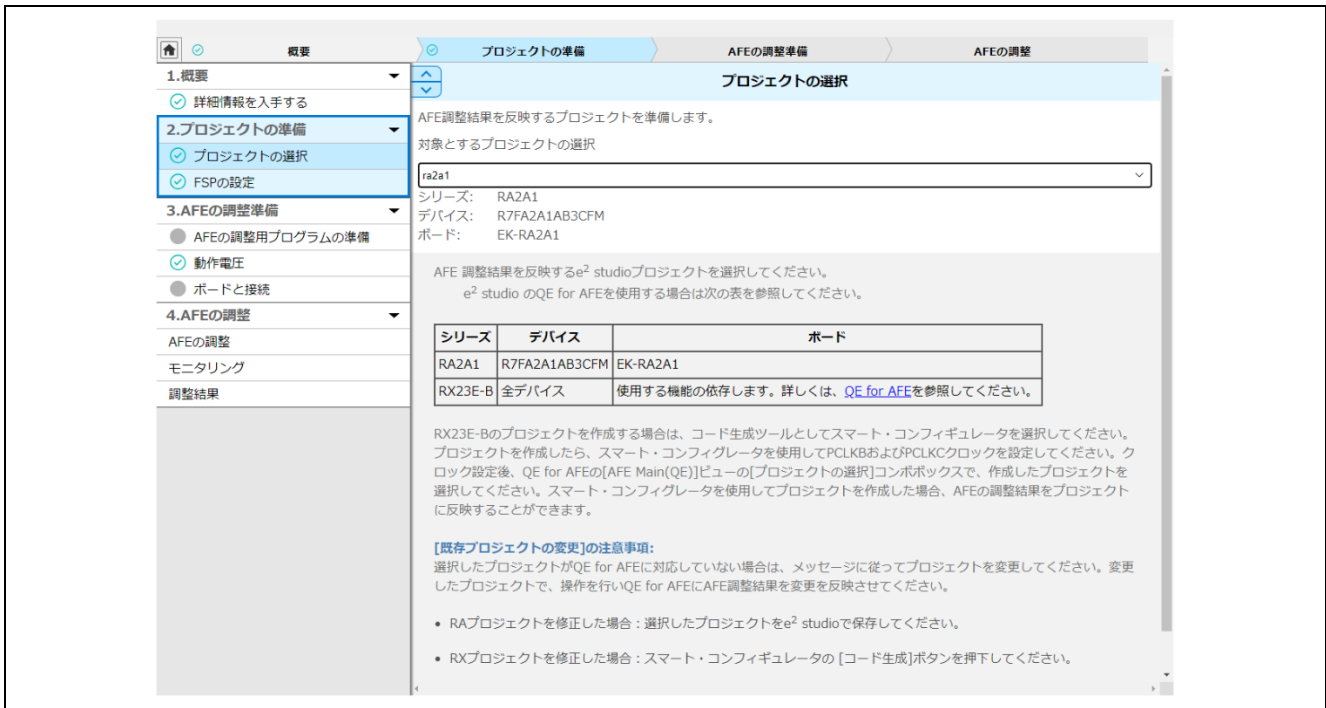 概要
プロジェクトの準備
AFEの調整準備
AFEの調整
1.概要
詳細情報を入手する
2.プロジェクトの準備
プロジェクトの選択
FSPの設定
3.AFEの調整準備
AFEの調整用プログラムの準備
動作電圧
ボードと接続
4.AFEの調整
AFEの調整
モニタリング
調整結果
プロジェクトの選択
AFE調整結果を反映するプロジェクトを準備します。
対象とするプロジェクトの選択
ra2a1
シリーズ: RA2A1
デバイス: R7FA2A1AB3CFM
ボード: EK-RA2A1
AFE 調整結果を反映するe² studioプロジェクトを選択してください。
e² studio のQE for AFEを使用する場合は次の表を参照してください。
シリーズ デバイス ボード
RA2A1 R7FA2A1AB3CFM EK-RA2A1
RX23E-B 全デバイス 使用する機能の依存します。詳しくは、QE for AFEを参照してください。
RX23E-Bのプロジェクトを作成する場合は、コード生成ツールとしてスマート・コンフィギュレータを選択してください。
プロジェクトを作成したら、スマート・コンフィグレータを使用してPCLKBおよびPCLKCクロックを設定してください。ク
ロック設定後、QE for AFEの[AFE Main(QE)]ビューの[プロジェクトの選択]コンボボックスで、作成したプロジェクトを
選択してください。スマート・コンフィグレータを使用してプロジェクトを作成した場合、AFEの調整結果をプロジェクト
に反映することができます。
[既存プロジェクトの変更]の注意事項:
選択したプロジェクトがQE for AFEに対応していない場合は、メッセージに従ってプロジェクトを変更してください。変更
したプロジェクトで、操作を行いQE for AFEにAFE調整結果を変更を反映させてください。
• RAプロジェクトを修正した場合：選択したプロジェクトをe² studioで保存してください。
• RXプロジェクトを修正した場合：スマート・コンフィギュレータの [コード生成]ボタンを押下してください。